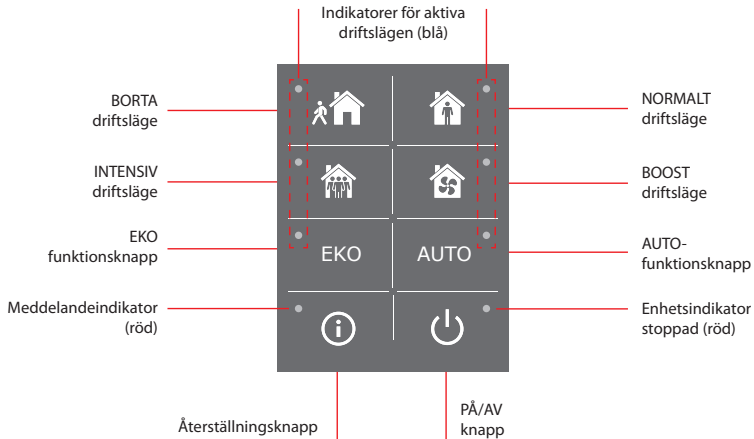 Indikatorer för aktiva
driftslägen (blå)
BORTA
driftsläge
NORMALT
driftsläge
INTENSIV
driftsläge
BOOST
driftsläge
EKO
funktionsknapp
EKO
AUTO
AUTO-
funktionsknapp
Meddelandeindikator
(röd)
Enhetsindikator
stoppad (röd)
Återställningsknapp
PÅ/AV
knapp